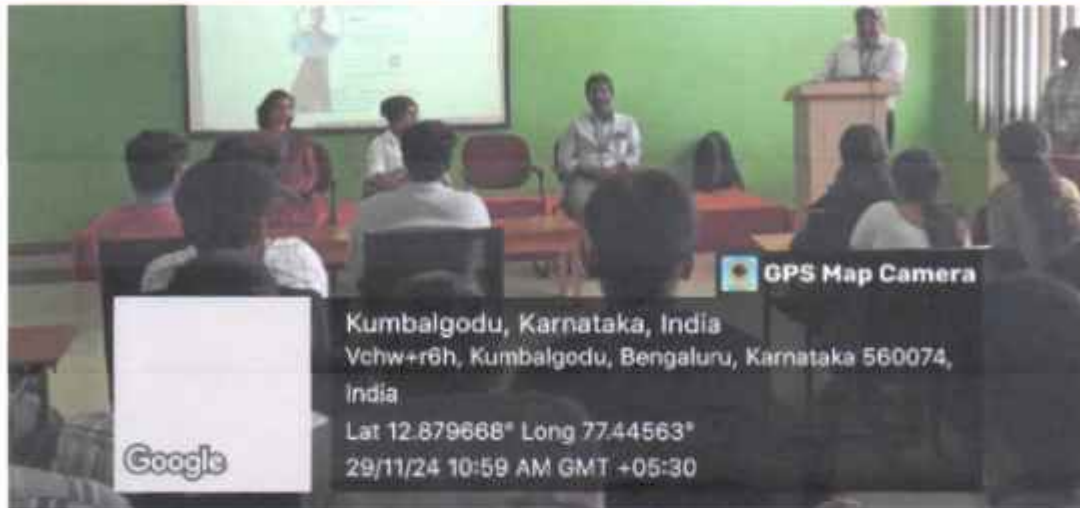 GPS Map Camera
Kumbalgodu, Karnataka, India
Vchw+r6h, Kumbalgodu, Bengaluru, Karnataka 560074,
India
Lat 12.879668° Long 77.44563°
29/11/24 10:59 AM GMT +05:30
Google